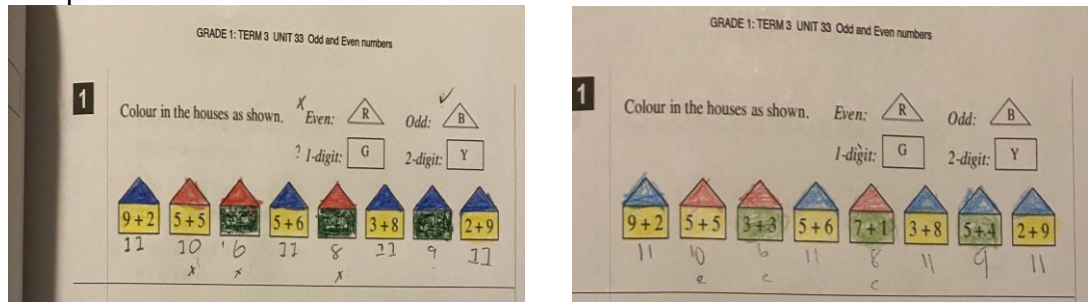 GRADE 1: TERM 3 UNIT 33 Odd and Even numbers
1
Colour in the houses as shown. x Even: R Odd: ✓ B
? 1-digit: G 2-digit: Y
9+2 5+5 5+6 3+8 2+9
11 10 6 11 8 11 9 11
x x x
GRADE 1: TERM 3 UNIT 33 Odd and Even numbers
1
Colour in the houses as shown. Even: R Odd: B
1-digit: G 2-digit: Y
9+2 5+5 3+3 5+6 7+1 3+8 5+4 2+9
11 10 6 11 8 11 9 11
e e c